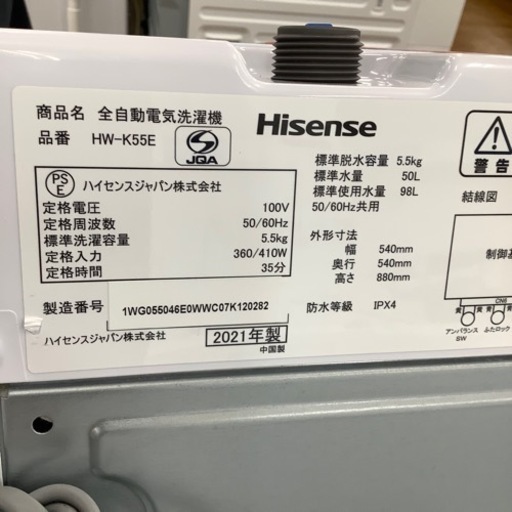 商品名 全自動電気洗濯機
品番 HW-K55E
JQA
Hisense
PS
E
ハイセンスジャパン株式会社
定格電圧 100V
定格周波数 50/60Hz
標準洗濯容量 5.5kg
定格入力 360/410W
定格時間 35分
製造番号 1WG055046E0WWC07K120282
ハイセンスジャパン株式会社
2021年製
中国製
標準脱水容量 5.5kg
標準水量 50L
標準使用水量 98L
50/60Hz共用
外形寸法
幅 540mm
奥行 540mm
高さ 880mm
防水等級 IPX4
警告
結線図
制御基
CN8
アンバランス
SW
ふたロック